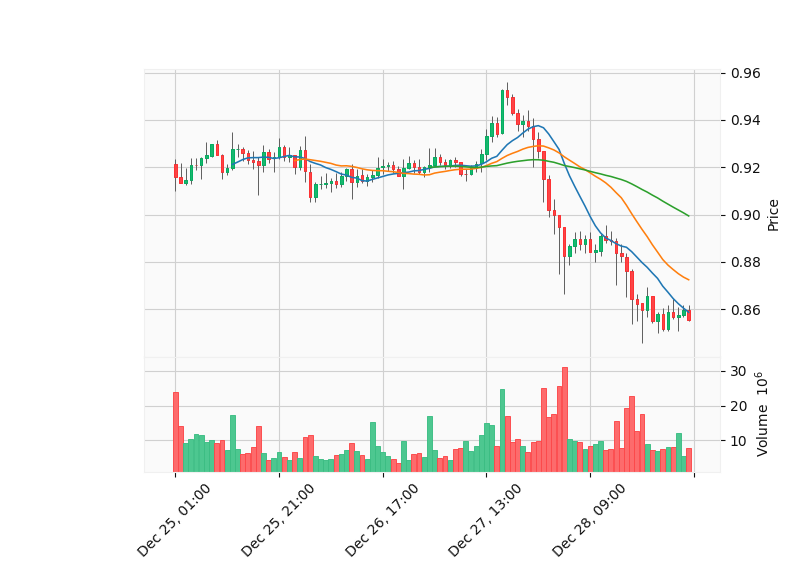 0.96
0.94
0.92
0.90
0.88
0.86
Price
30
20
10
Volume 10^6
Dec 25, 01:00
Dec 25, 21:00
Dec 26, 17:00
Dec 27, 13:00
Dec 28, 09:00